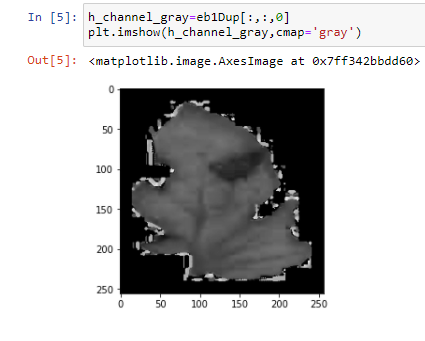 In [5]: h_channel_gray=eb1Dup[:,:,0]
plt.imshow(h_channel_gray,cmap='gray')
Out[5]: <matplotlib.image.AxesImage at 0x7ff342bbdd60>
0
50
100
150
200
250
0 50 100 150 200 250